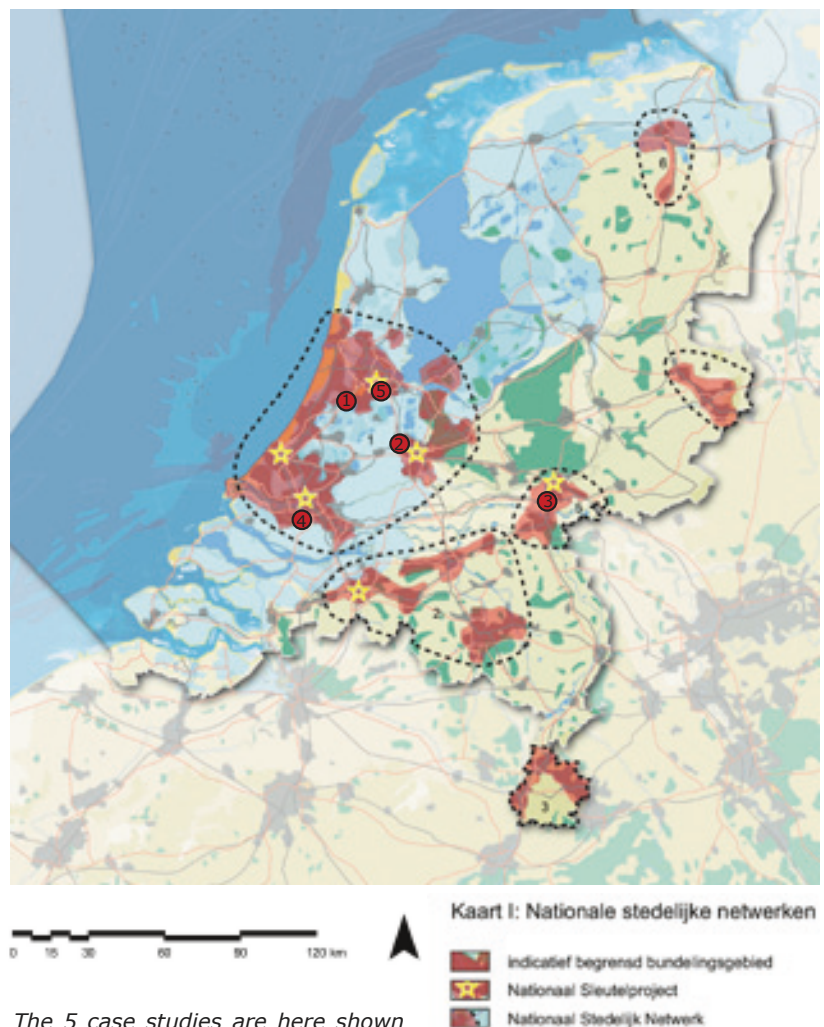 6
4
1
5
1
2
3
4
2
3
Kaart I: Nationale stedelijke netwerken
0 15 30 60 90 120 km
indicatief begrensd bundelingsgebied
Nationaal Sleutelproject
Nationaal Stedelijk Netwerk
The 5 case studies are here shown